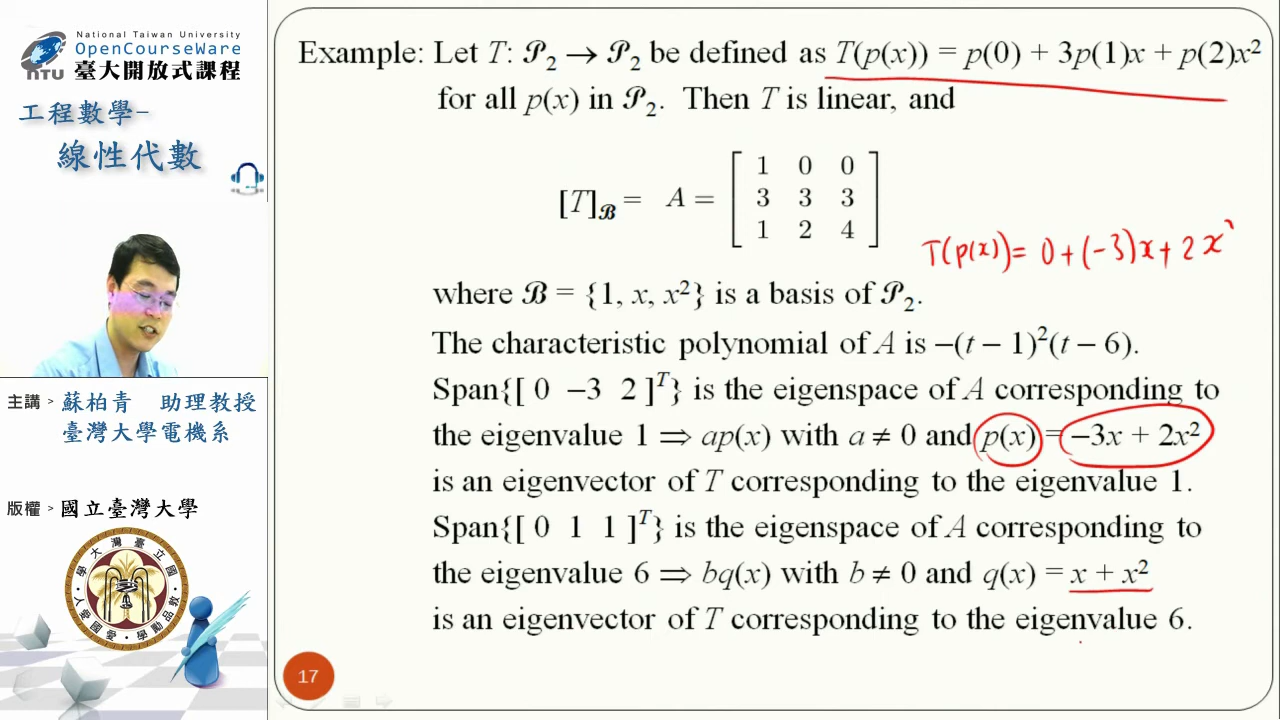 National Taiwan University
OpenCourseWare
NTU 臺大開放式課程
工程數學-
線性代數
主講 > 蘇柏青 助理教授
臺灣大學電機系
版權 > 國立臺灣大學
Example: Let T: 𝒫₂ → 𝒫₂ be defined as T(p(x)) = p(0) + 3p(1)x + p(2)x²
for all p(x) in 𝒫₂. Then T is linear, and
[T]𝓑 = A = [ 1 0 0
3 3 3
1 2 4 ]
T(p(x)) = 0 + (-3)x + 2x²
where 𝓑 = {1, x, x²} is a basis of 𝒫₂.
The characteristic polynomial of A is −(t − 1)²(t − 6).
Span{[ 0 −3 2 ]ᵀ} is the eigenspace of A corresponding to
the eigenvalue 1 ⇒ ap(x) with a ≠ 0 and p(x) = −3x + 2x²
is an eigenvector of T corresponding to the eigenvalue 1.
Span{[ 0 1 1 ]ᵀ} is the eigenspace of A corresponding to
the eigenvalue 6 ⇒ bq(x) with b ≠ 0 and q(x) = x + x²
is an eigenvector of T corresponding to the eigenvalue 6.
17